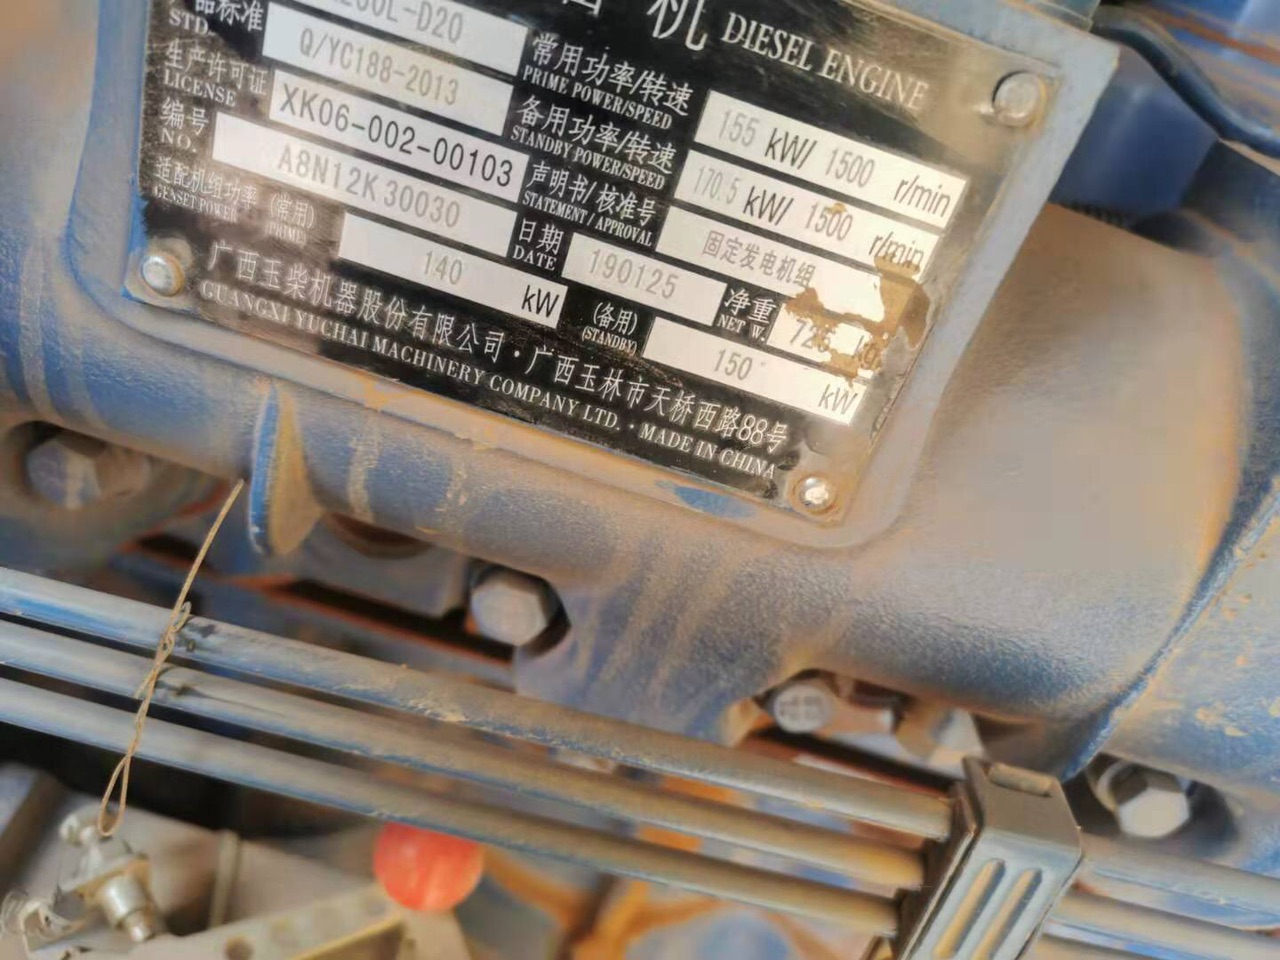 机 DIESEL ENGINE
30L-D20
标准 Q/YC188-2013
STD.
常用功率/转速 155 kW/ 1500 r/min
PRIME POWER/SPEED
生产许可证 XK06-002-00103
LICENSE
备用功率/转速 170.5 kW/ 1500 r/min
STANDBY POWER/SPEED
编号 A8N12K30030
NO.
声明书/核准号 固定发电机组
STATEMENT/APPROVAL
适配机组功率 (常用) 140 kW
GENSET POWER (PRIME)
日期 190125
DATE
净重 kg
NET W.
(备用) 150 kW
(STANDBY)
广西玉柴机器股份有限公司·广西玉林市天桥西路88号
GUANGXI YUCHAI MACHINERY COMPANY LTD. · MADE IN CHINA